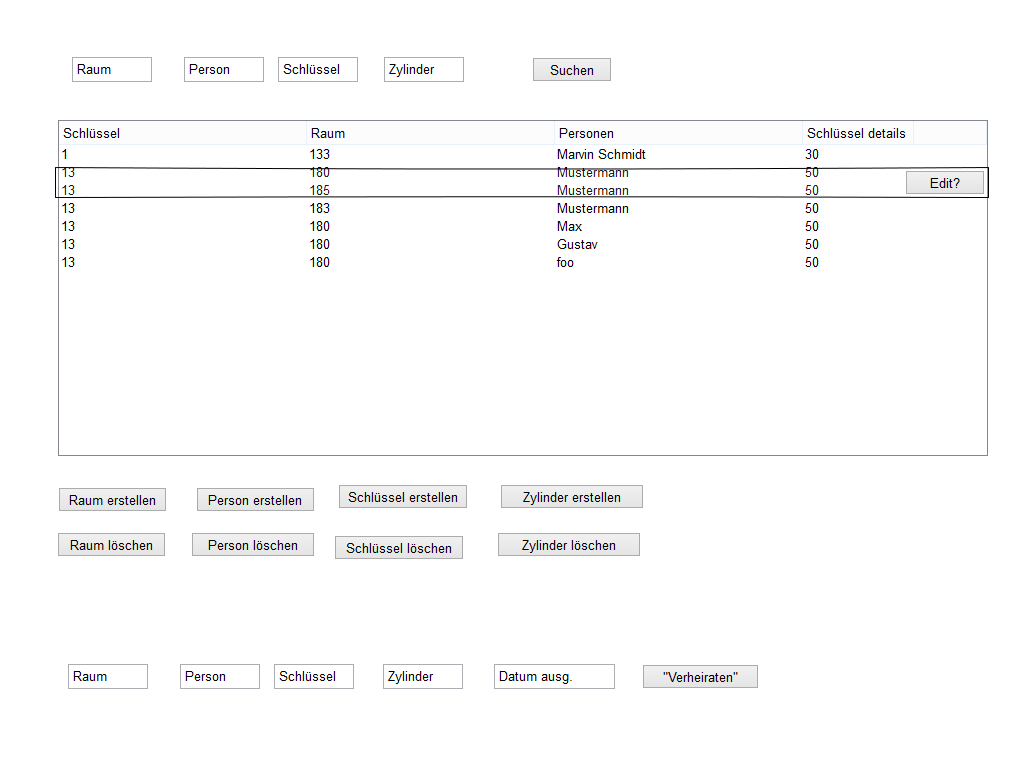 Raum Person Schlüssel Zylinder Suchen
Schlüssel Raum Personen Schlüssel details
1 133 Marvin Schmidt 30
13 180 Mustermann 50
13 185 Mustermann 50 Edit?
13 183 Mustermann 50
13 180 Max 50
13 180 Gustav 50
13 180 foo 50
Raum erstellen Person erstellen Schlüssel erstellen Zylinder erstellen
Raum löschen Person löschen Schlüssel löschen Zylinder löschen
Raum Person Schlüssel Zylinder Datum ausg. "Verheiraten"